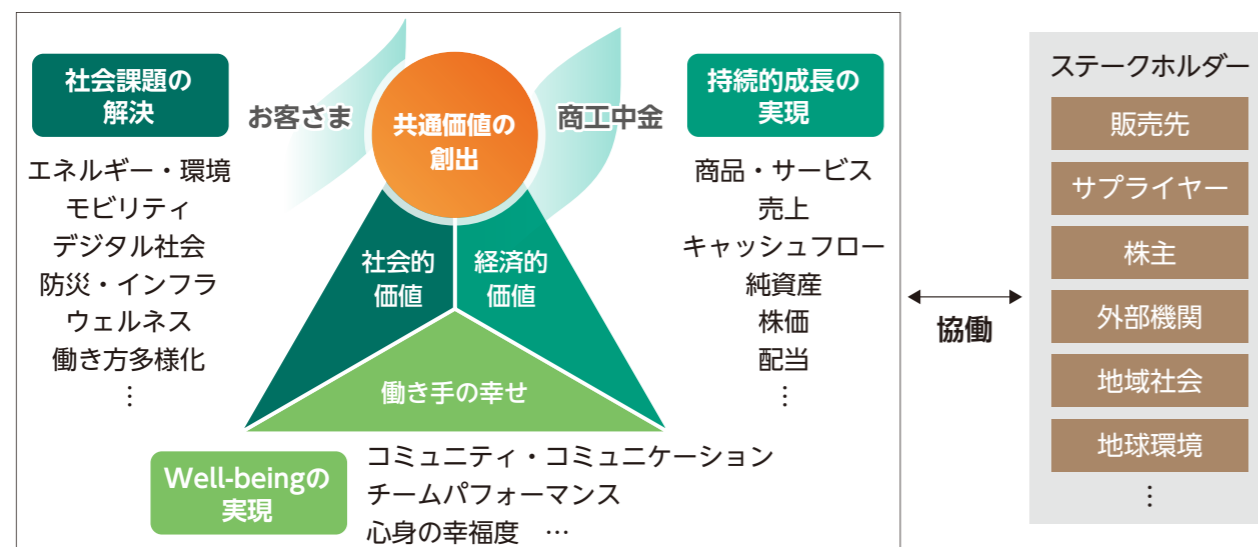 社会課題の
解決
エネルギー・環境
モビリティ
デジタル社会
防災・インフラ
ウェルネス
働き方多様化
⋮
お客さま
共通価値の
創出
商工中金
社会的
価値
経済的
価値
働き手の幸せ
持続的成長の
実現
商品・サービス
売上
キャッシュフロー
純資産
株価
配当
⋮
Well-beingの
実現
コミュニティ・コミュニケーション
チームパフォーマンス
心身の幸福度 …
協働
ステークホルダー
販売先
サプライヤー
株主
外部機関
地域社会
地球環境
⋮